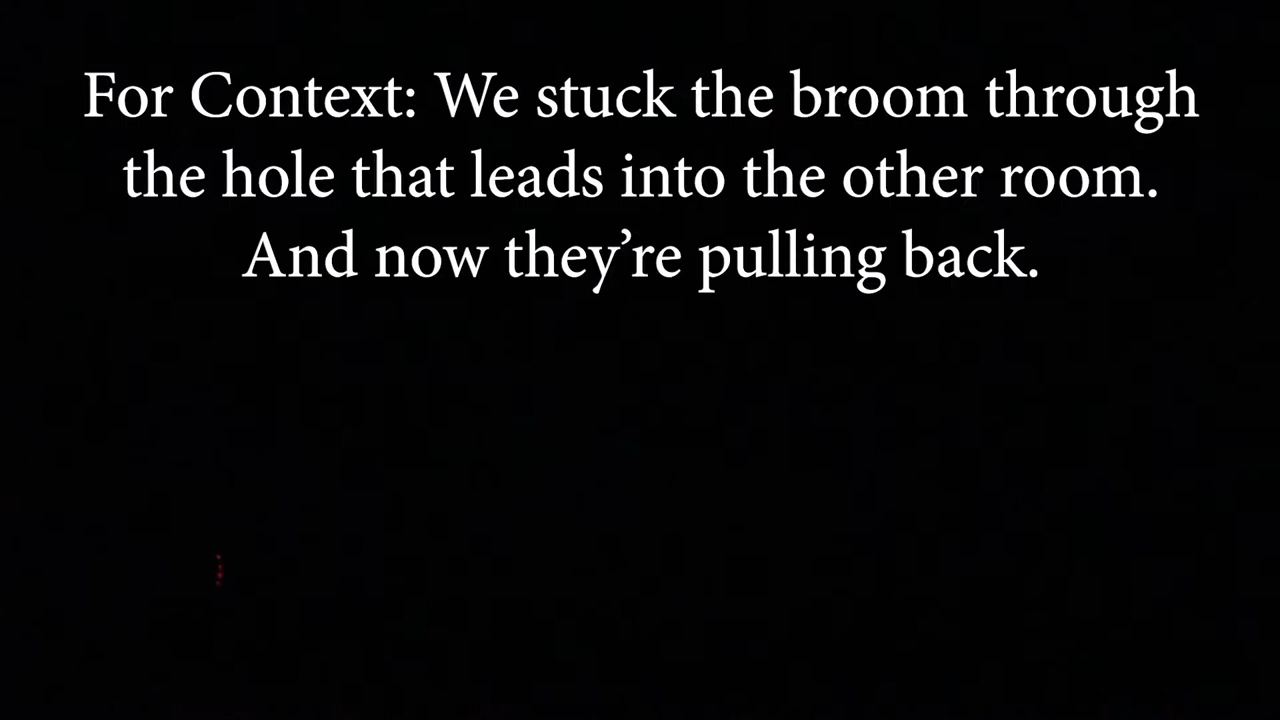 For Context: We stuck the broom through
the hole that leads into the other room.
And now they’re pulling back.